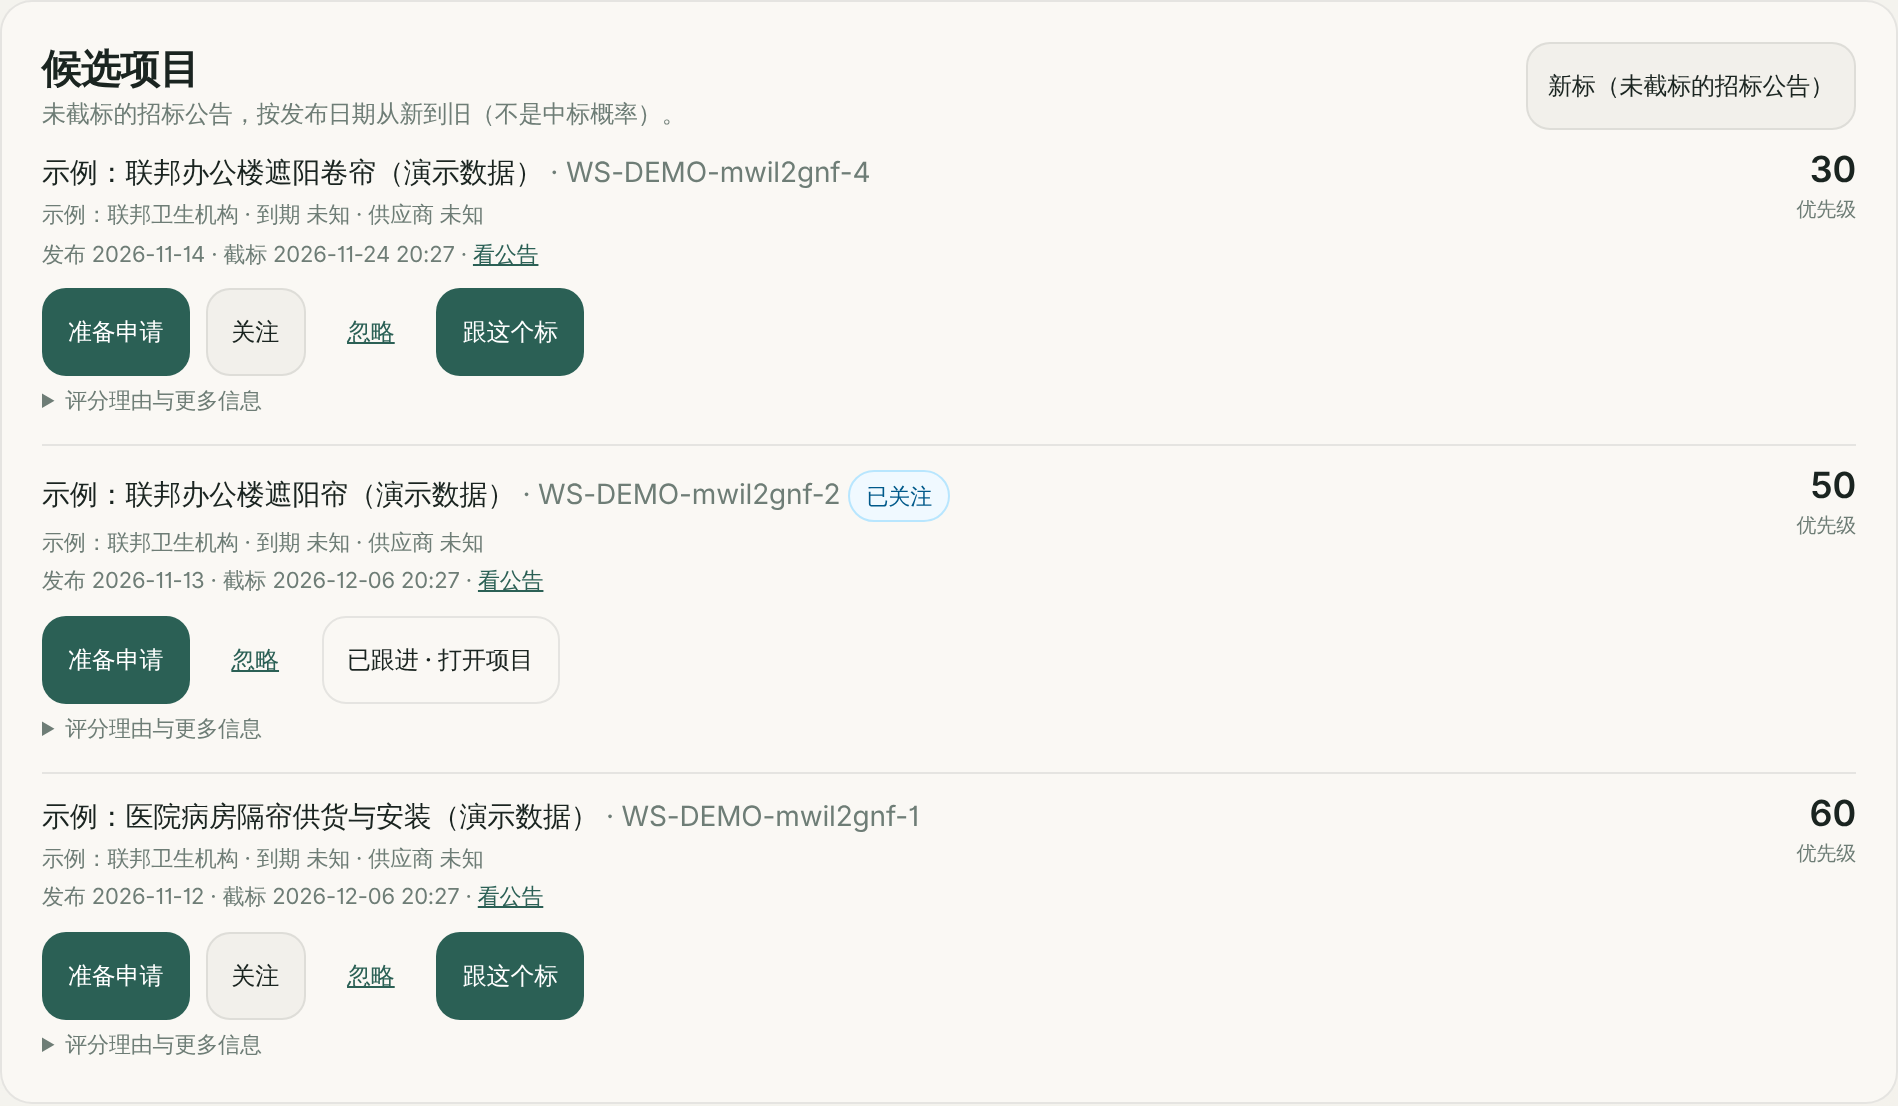 候选项目
未截标的招标公告，按发布日期从新到旧（不是中标概率）。
新标（未截标的招标公告）
示例：联邦办公楼遮阳卷帘（演示数据） · WS-DEMO-mwil2gnf-4
30
优先级
示例：联邦卫生机构 · 到期 未知 · 供应商 未知
发布 2026-11-14 · 截标 2026-11-24 20:27 · 看公告
准备申请 关注 忽略 跟这个标
▶ 评分理由与更多信息
示例：联邦办公楼遮阳帘（演示数据） · WS-DEMO-mwil2gnf-2 已关注
50
优先级
示例：联邦卫生机构 · 到期 未知 · 供应商 未知
发布 2026-11-13 · 截标 2026-12-06 20:27 · 看公告
准备申请 忽略 已跟进 · 打开项目
▶ 评分理由与更多信息
示例：医院病房隔帘供货与安装（演示数据） · WS-DEMO-mwil2gnf-1
60
优先级
示例：联邦卫生机构 · 到期 未知 · 供应商 未知
发布 2026-11-12 · 截标 2026-12-06 20:27 · 看公告
准备申请 关注 忽略 跟这个标
▶ 评分理由与更多信息